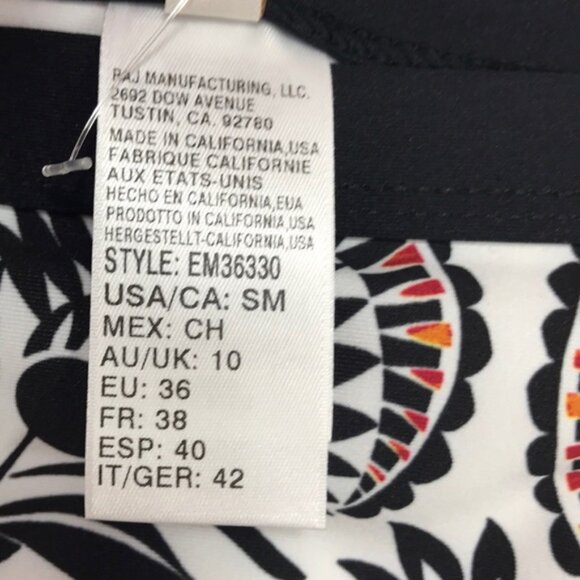 RAJ MANUFACTURING, LLC.
2692 DOW AVENUE
TUSTIN, CA. 92780
MADE IN CALIFORNIA,USA
FABRIQUE CALIFORNIE
AUX ETATS-UNIS
HECHO EN CALIFORNIA,EUA
PRODOTTO IN CALIFORNIA,USA
HERGESTELLT-CALIFORNIA,USA
STYLE: EM36330
USA/CA: SM
MEX: CH
AU/UK: 10
EU: 36
FR: 38
ESP: 40
IT/GER: 42